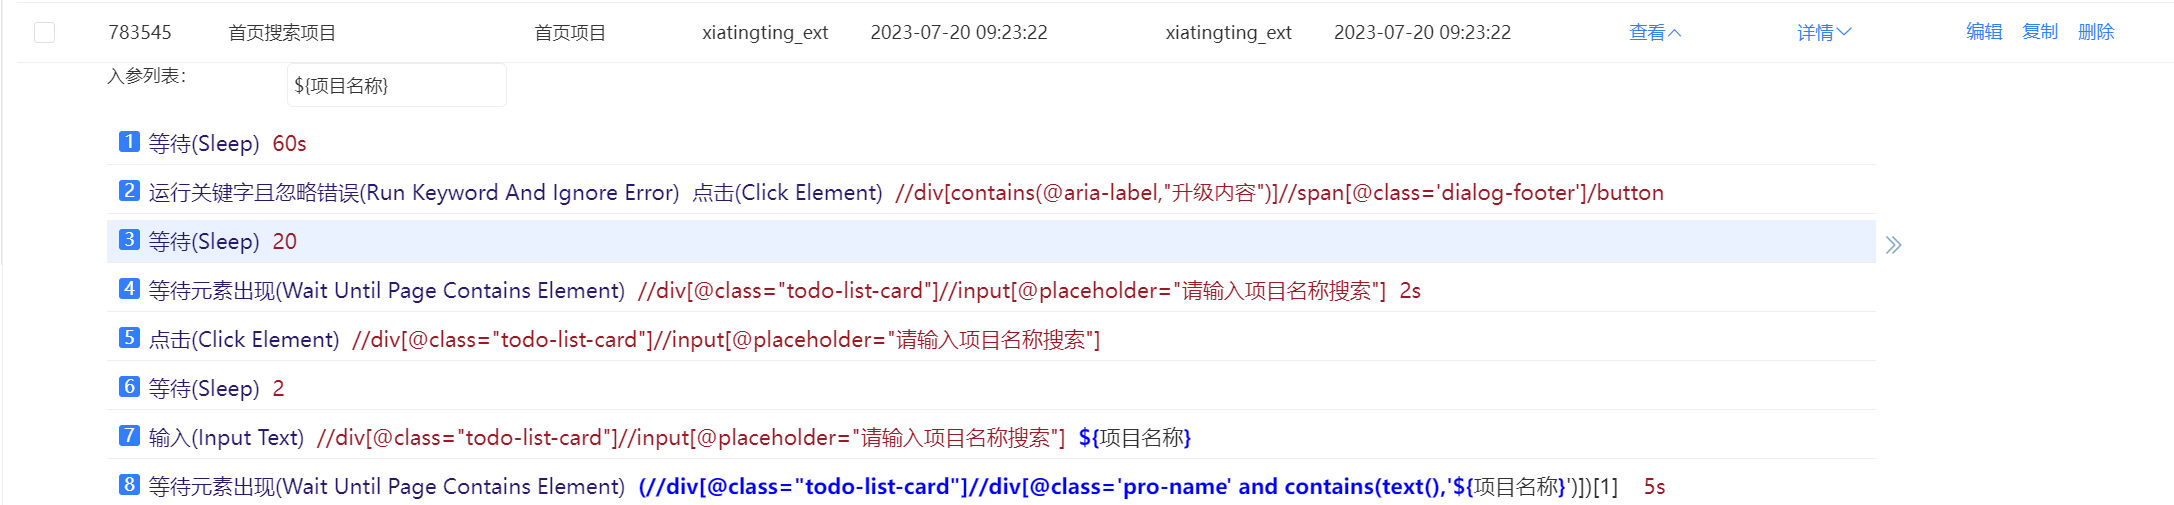 783545 首页搜索项目 首页项目 xiatingting_ext 2023-07-20 09:23:22 xiatingting_ext 2023-07-20 09:23:22 查看 详情 编辑 复制 删除
入参列表: ${项目名称}
1 等待(Sleep) 60s
2 运行关键字且忽略错误(Run Keyword And Ignore Error) 点击(Click Element) //div[contains(@aria-label,"升级内容")]//span[@class='dialog-footer']/button
3 等待(Sleep) 20
4 等待元素出现(Wait Until Page Contains Element) //div[@class="todo-list-card"]//input[@placeholder="请输入项目名称搜索"] 2s
5 点击(Click Element) //div[@class="todo-list-card"]//input[@placeholder="请输入项目名称搜索"]
6 等待(Sleep) 2
7 输入(Input Text) //div[@class="todo-list-card"]//input[@placeholder="请输入项目名称搜索"] ${项目名称}
8 等待元素出现(Wait Until Page Contains Element) (//div[@class="todo-list-card"]//div[@class='pro-name' and contains(text(),'${项目名称}')])[1] 5s